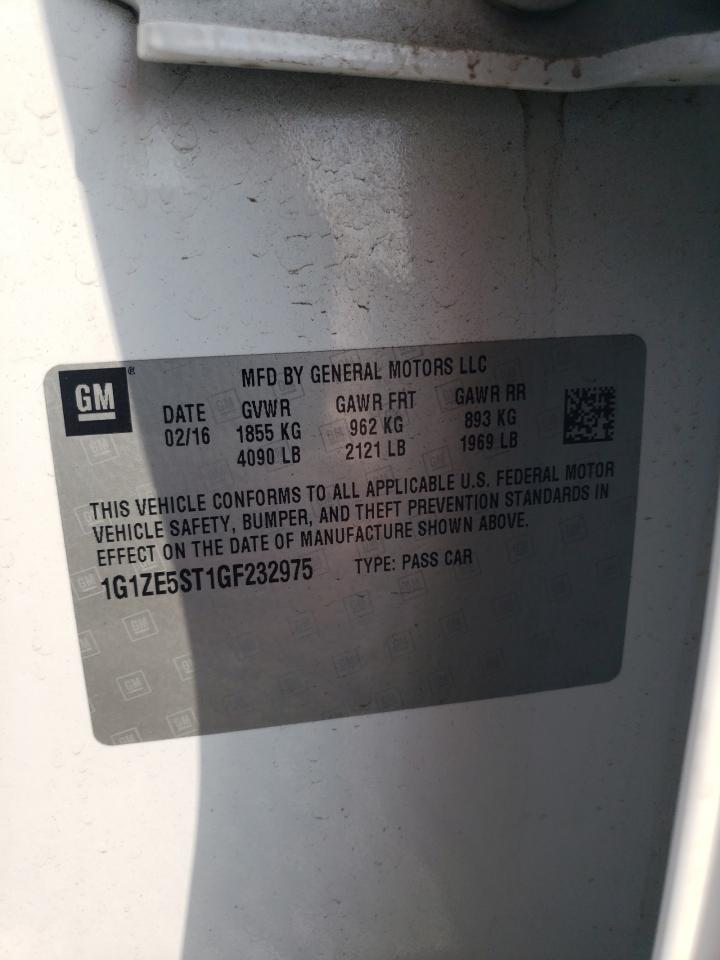 GM®
MFD BY GENERAL MOTORS LLC
DATE GVWR GAWR FRT GAWR RR
02/16 1855 KG 962 KG 893 KG
4090 LB 2121 LB 1969 LB
THIS VEHICLE CONFORMS TO ALL APPLICABLE U.S. FEDERAL MOTOR
VEHICLE SAFETY, BUMPER, AND THEFT PREVENTION STANDARDS IN
EFFECT ON THE DATE OF MANUFACTURE SHOWN ABOVE.
1G1ZE5ST1GF232975 TYPE: PASS CAR